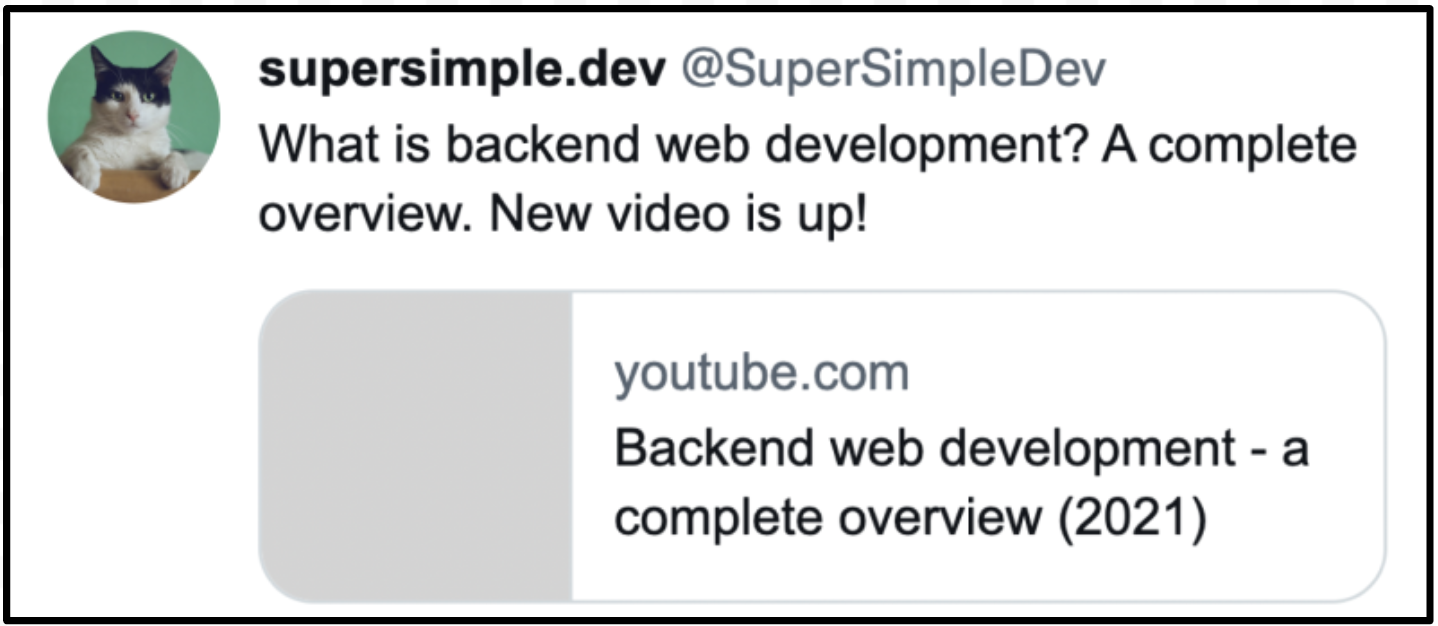 supersimple.dev @SuperSimpleDev
What is backend web development? A complete
overview. New video is up!
youtube.com
Backend web development - a
complete overview (2021)